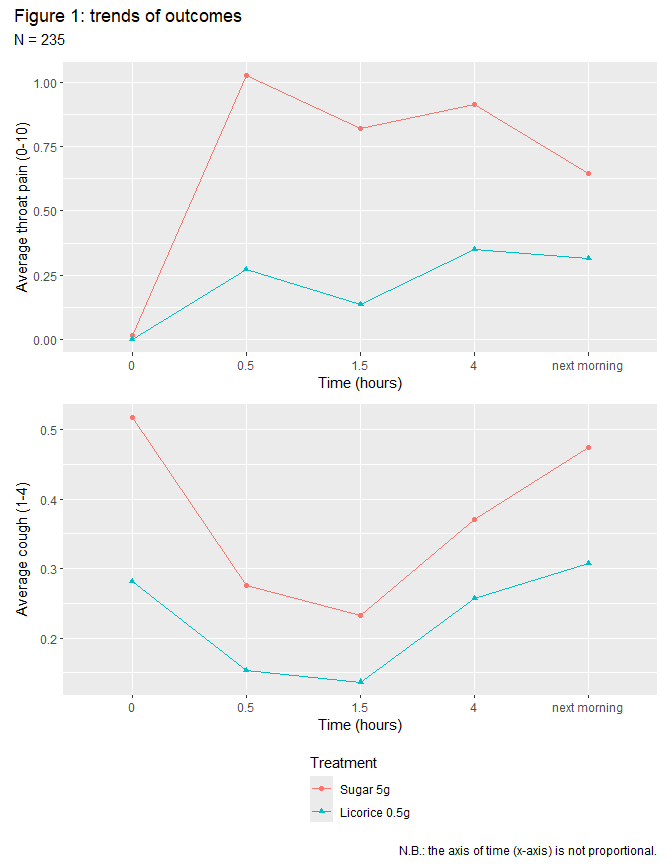 Figure 1: trends of outcomes
N = 235
1.00
0.75
0.50
0.25
0.00
Average throat pain (0-10)
0 0.5 1.5 4 next morning
Time (hours)
0.5
0.4
0.3
0.2
Average cough (1-4)
0 0.5 1.5 4 next morning
Time (hours)
Treatment
Sugar 5g
Licorice 0.5g
N.B.: the axis of time (x-axis) is not proportional.